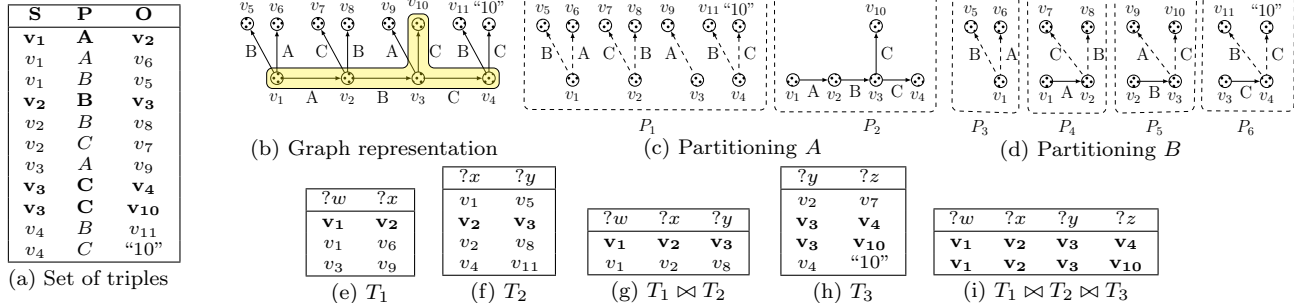 S P O
v1 A v2
v1 A v6
v1 B v5
v2 B v3
v2 B v8
v2 C v7
v3 A v9
v3 C v4
v3 C v10
v4 B v11
v4 C “10”
(a) Set of triples
v5 v6 v7 v8 v9 v10 v11 “10”
B A C B A C B C
v1 v2 v3 v4
A B C
(b) Graph representation
v5 v6 v7 v8 v9 v11 “10”
B A C B A B C
v1 v2 v3 v4
P1
v10
C
v1 A v2 B v3 C v4
P2
(c) Partitioning A
v5 v6
B A
v1
P3
v7 v8
C B
v1 A v2
P4
v9 v10
A C
v2 B v3
P5
v11 “10”
B C
v3 C v4
P6
(d) Partitioning B
?w ?x
v1 v2
v1 v6
v3 v9
(e) T1
?x ?y
v1 v5
v2 v3
v2 v8
v4 v11
(f) T2
?w ?x ?y
v1 v2 v3
v1 v2 v8
(g) T1 ⋈ T2
?y ?z
v2 v7
v3 v4
v3 v10
v4 “10”
(h) T3
?w ?x ?y ?z
v1 v2 v3 v4
v1 v2 v3 v10
(i) T1 ⋈ T2 ⋈ T3